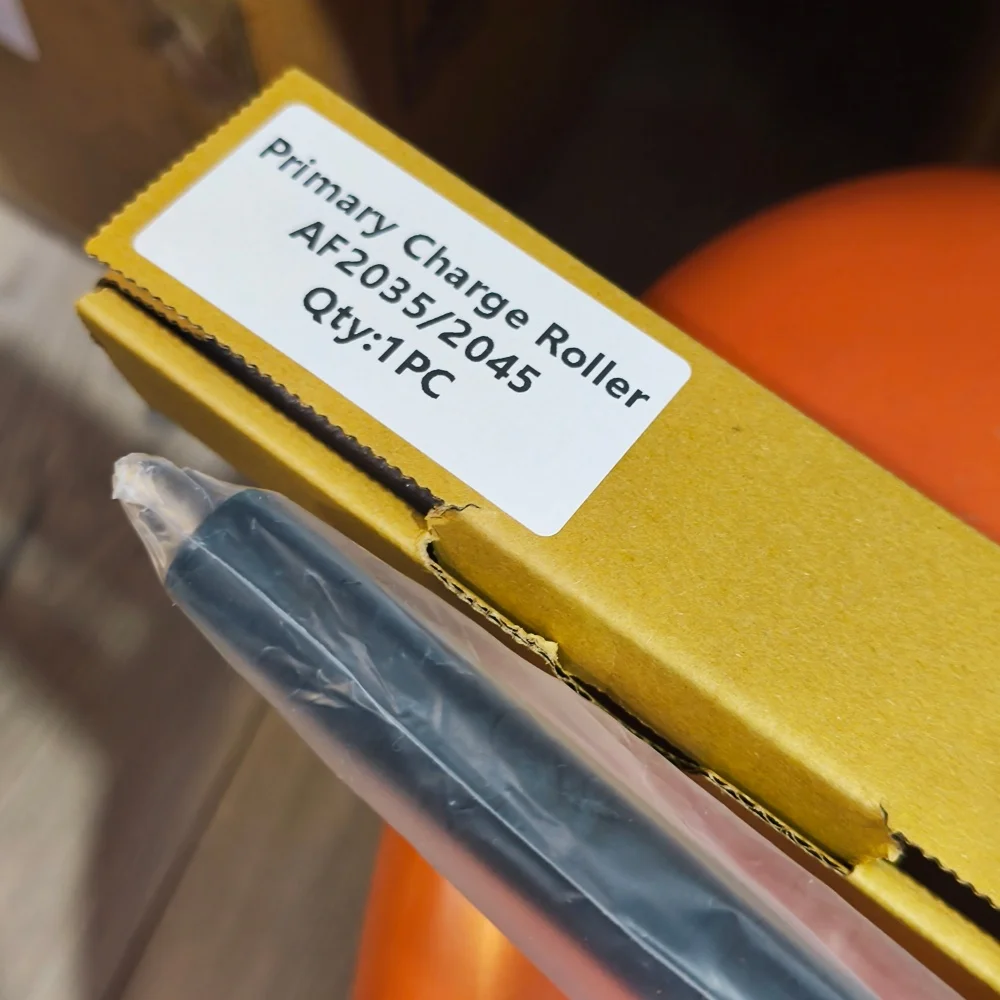 Primary Charge Roller
AF2035/2045
Qty:1PC